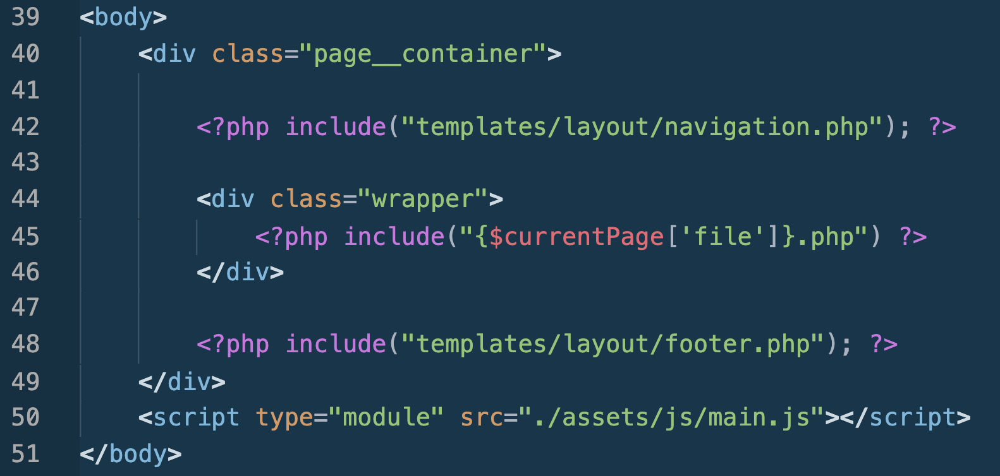 39 <body>
40     <div class="page__container">
41
42         <?php include("templates/layout/navigation.php"); ?>
43
44         <div class="wrapper">
45             <?php include("{$currentPage['file']}.php") ?>
46         </div>
47
48         <?php include("templates/layout/footer.php"); ?>
49     </div>
50     <script type="module" src="./assets/js/main.js"></script>
51 </body>